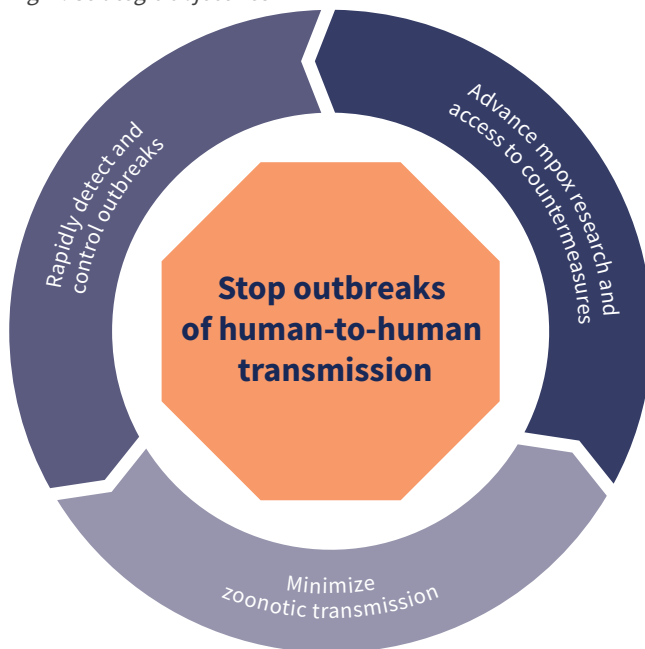 Rapidly detect and
control outbreaks
Advance mpox research and
access to countermeasures
Stop outbreaks
of human-to-human
transmission
Minimize
zoonotic transmission